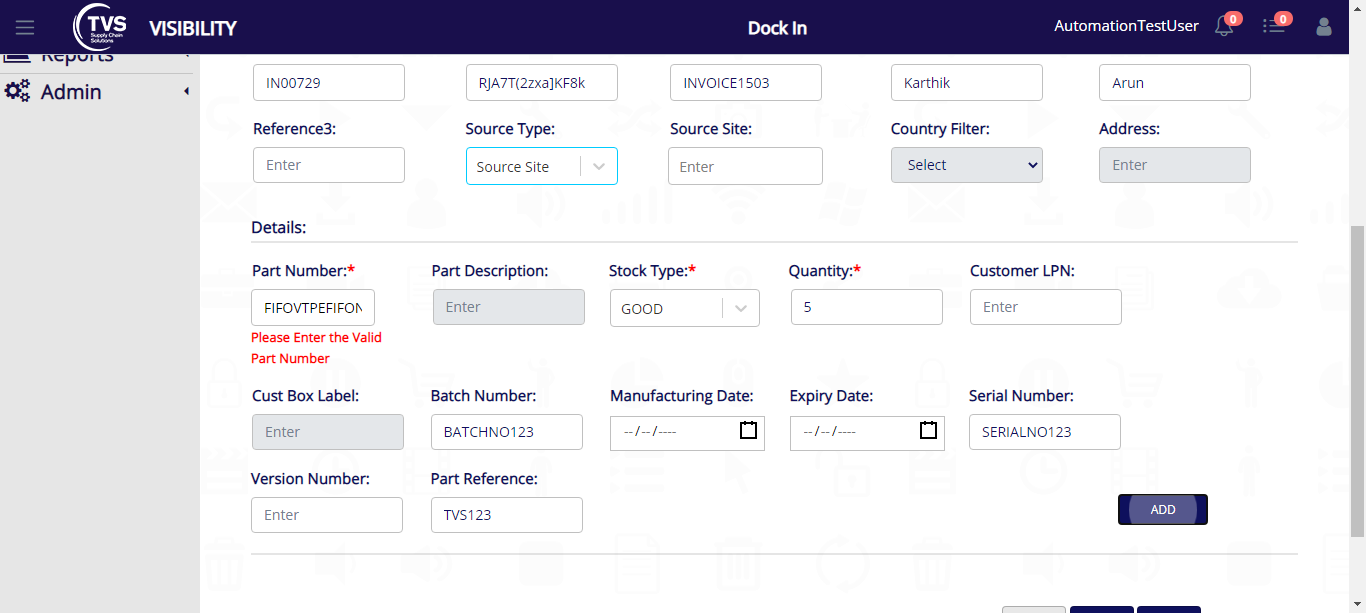 TVS
Supply Chain
Solutions
VISIBILITY
Dock In
AutomationTestUser
0
0
Reports
Admin
IN00729
RJA7T(2zxa]KF8k
INVOICE1503
Karthik
Arun
Reference3:
Source Type:
Source Site:
Country Filter:
Address:
Enter
Source Site
Enter
Select
Enter
Details:
Part Number:*
Part Description:
Stock Type:*
Quantity:*
Customer LPN:
FIFOVTPEFIFON
Enter
GOOD
5
Enter
Please Enter the Valid
Part Number
Cust Box Label:
Batch Number:
Manufacturing Date:
Expiry Date:
Serial Number:
Enter
BATCHNO123
--/--/----
--/--/----
SERIALNO123
Version Number:
Part Reference:
Enter
TVS123
ADD